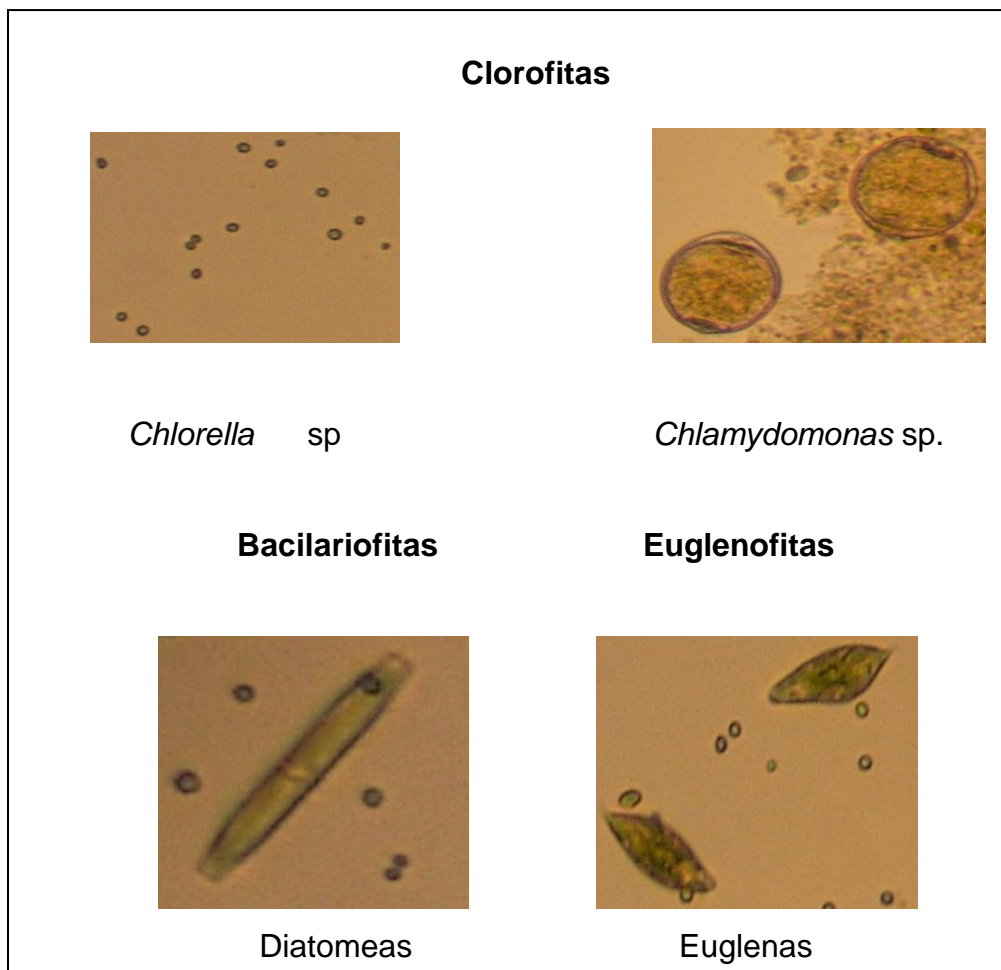 Clorofitas
Chlorella sp
Chlamydomonas sp.
Bacilariofitas
Euglenofitas
Diatomeas
Euglenas